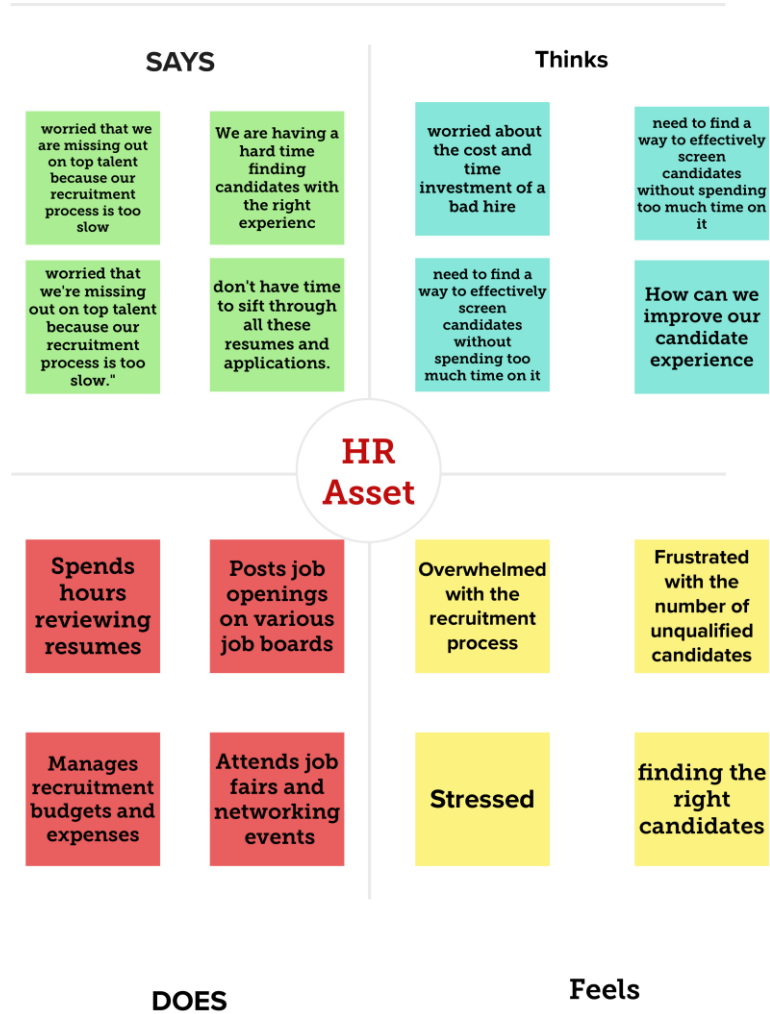 SAYS
worried that we
are missing out
on top talent
because our
recruitment
process is too
slow
We are having a
hard time
finding
candidates with
the right
experienc
worried that
we're missing
out on top talent
because our
recruitment
process is too
slow."
don't have time
to sift through
all these
resumes and
applications.
Thinks
worried about
the cost and
time
investment of a
bad hire
need to find a
way to effectively
screen
candidates
without spending
too much time on
it
need to find a
way to effectively
screen
candidates
without
spending too
much time on it
How can we
improve our
candidate
experience
HR
Asset
Spends
hours
reviewing
resumes
Posts job
openings
on various
job boards
Manages
recruitment
budgets and
expenses
Attends job
fairs and
networking
events
DOES
Overwhelmed
with the
recruitment
process
Frustrated
with the
number of
unqualified
candidates
Stressed
finding the
right
candidates
Feels